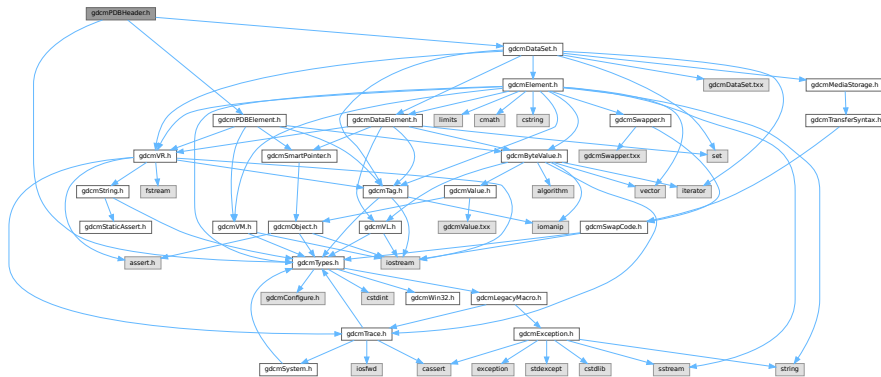 gdcmPDBHeader.h
gdcmDataSet.h
gdcmElement.h
gdcmDataSet.txx
gdcmMediaStorage.h
gdcmPDBElement.h
gdcmDataElement.h
limits
cmath
cstring
gdcmSwapper.h
gdcmTransferSyntax.h
gdcmVR.h
gdcmSmartPointer.h
gdcmByteValue.h
gdcmSwapper.txx
set
gdcmString.h
fstream
gdcmTag.h
gdcmValue.h
algorithm
vector
iterator
gdcmStaticAssert.h
gdcmVM.h
gdcmObject.h
gdcmVL.h
gdcmValue.txx
iomanip
gdcmSwapCode.h
assert.h
gdcmTypes.h
iostream
gdcmConfigure.h
cstdint
gdcmWin32.h
gdcmLegacyMacro.h
gdcmTrace.h
gdcmException.h
gdcmSystem.h
iosfwd
cassert
exception
stdexcept
cstdlib
sstream
string